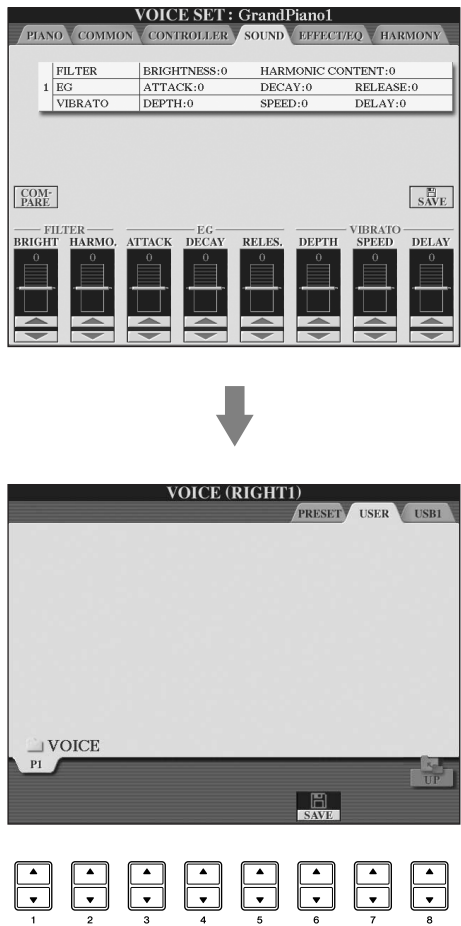 VOICE SET : GrandPiano1
PIANO COMMON CONTROLLER SOUND EFFECT/EQ HARMONY
FILTER BRIGHTNESS:0 HARMONIC CONTENT:0
1 EG ATTACK:0 DECAY:0 RELEASE:0
VIBRATO DEPTH:0 SPEED:0 DELAY:0
COM-
PARE
SAVE
FILTER EG VIBRATO
BRIGHT HARMO. ATTACK DECAY RELES. DEPTH SPEED DELAY
0 0 0 0 0 0 0 0
VOICE (RIGHT1)
PRESET USER USB1
VOICE
P1
UP
SAVE
1 2 3 4 5 6 7 8